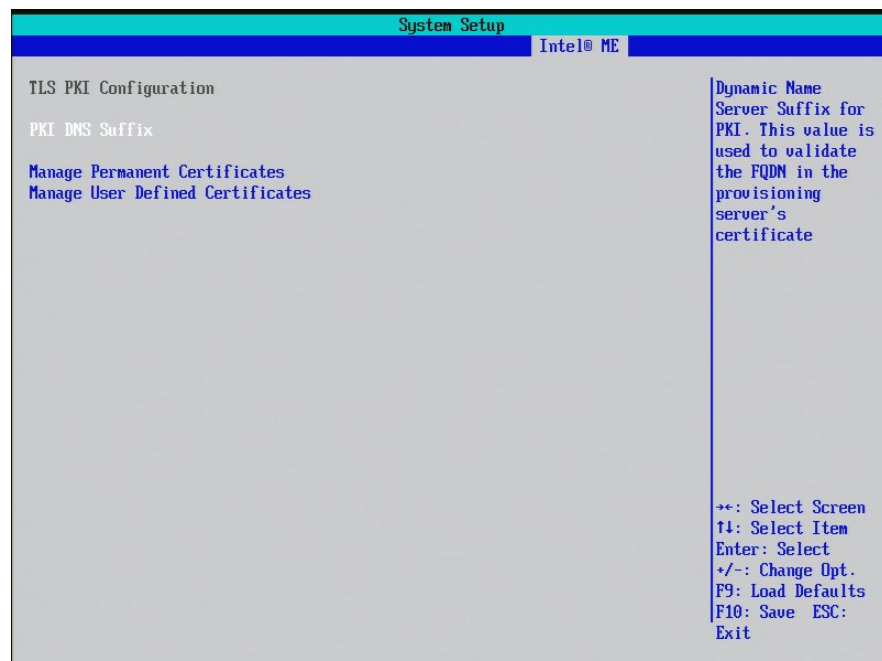 System Setup
Intel® ME
TLS PKI Configuration
PKI DNS Suffix
Manage Permanent Certificates
Manage User Defined Certificates
Dynamic Name
Server Suffix for
PKI. This value is
used to validate
the FQDN in the
provisioning
server's
certificate
→←: Select Screen
↑↓: Select Item
Enter: Select
+/-: Change Opt.
F9: Load Defaults
F10: Save ESC:
Exit